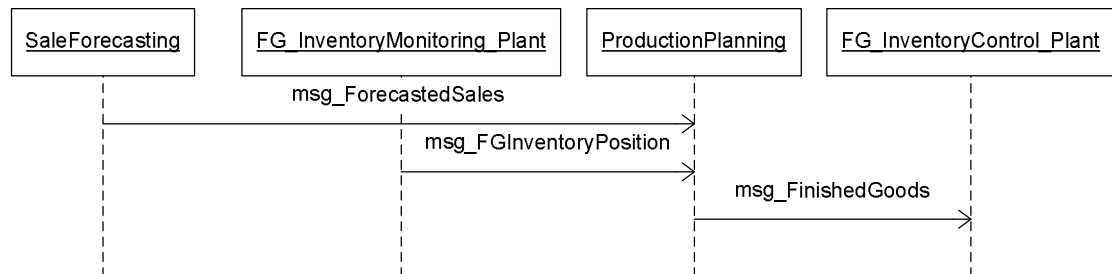 SaleForecasting
FG_InventoryMonitoring_Plant
ProductionPlanning
FG_InventoryControl_Plant
msg_ForecastedSales
msg_FGInventoryPosition
msg_FinishedGoods